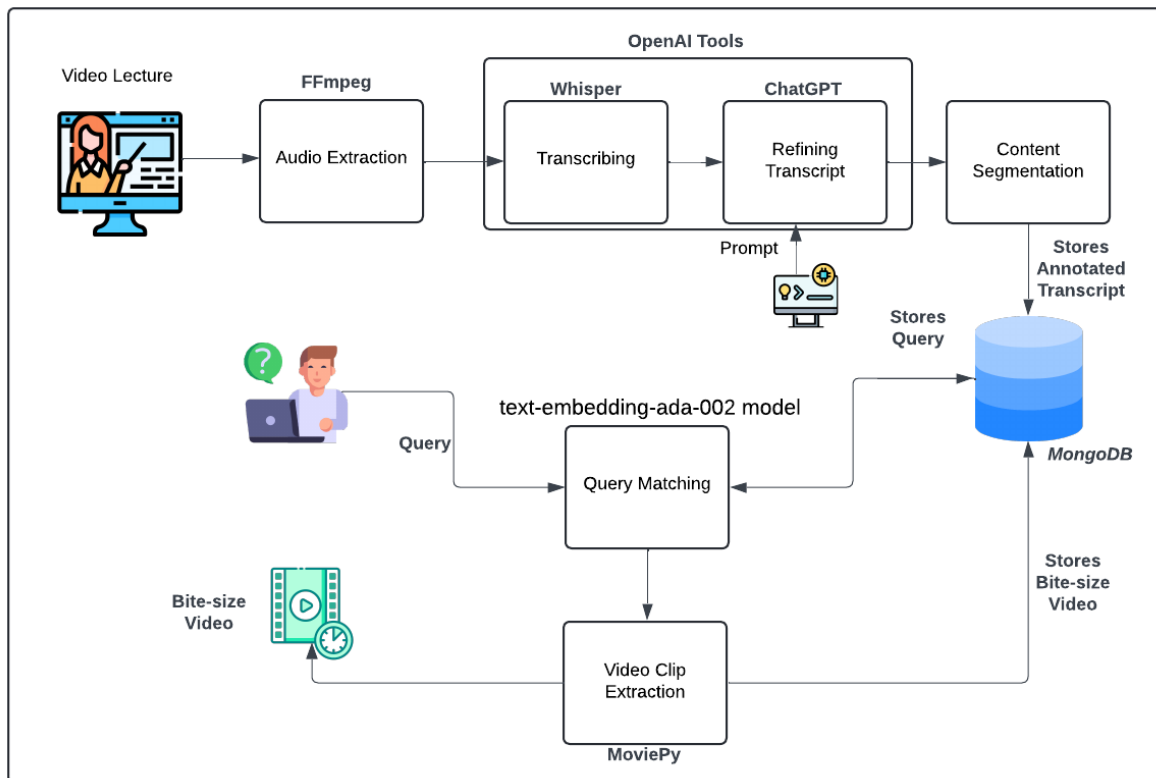 OpenAI Tools
Video Lecture
FFmpeg
Whisper
ChatGPT
Audio Extraction
Transcribing
Refining
Transcript
Content
Segmentation
Prompt
Stores
Annotated
Transcript
Stores
Query
MongoDB
Query
text-embedding-ada-002 model
Query Matching
Stores
Bite-size
Video
Bite-size
Video
Video Clip
Extraction
MoviePy